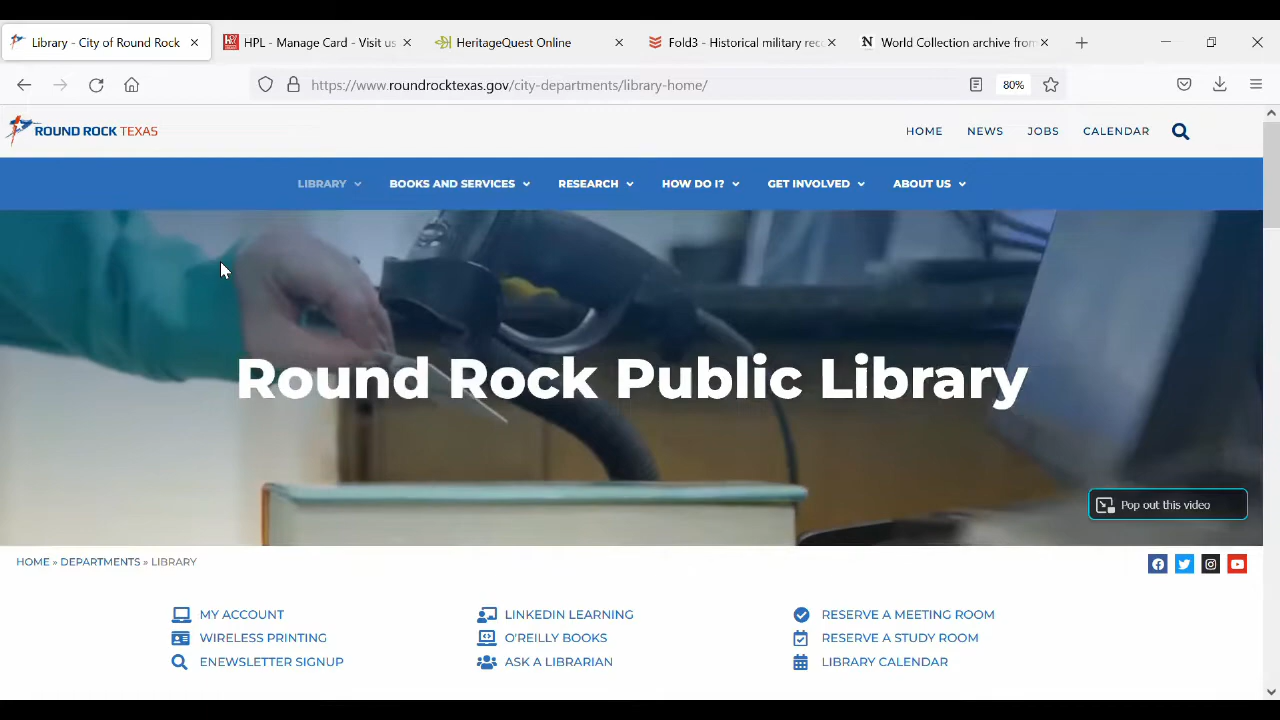 Library - City of Round Rock
HPL - Manage Card - Visit us
HeritageQuest Online
Fold3 - Historical military rec
World Collection archive from
https://www.roundrocktexas.gov/city-departments/library-home/
80%
ROUND ROCK TEXAS
HOME NEWS JOBS CALENDAR
LIBRARY BOOKS AND SERVICES RESEARCH HOW DO I? GET INVOLVED ABOUT US
Round Rock Public Library
Pop out this video
HOME » DEPARTMENTS » LIBRARY
MY ACCOUNT LINKEDIN LEARNING RESERVE A MEETING ROOM
WIRELESS PRINTING O'REILLY BOOKS RESERVE A STUDY ROOM
ENEWSLETTER SIGNUP ASK A LIBRARIAN LIBRARY CALENDAR